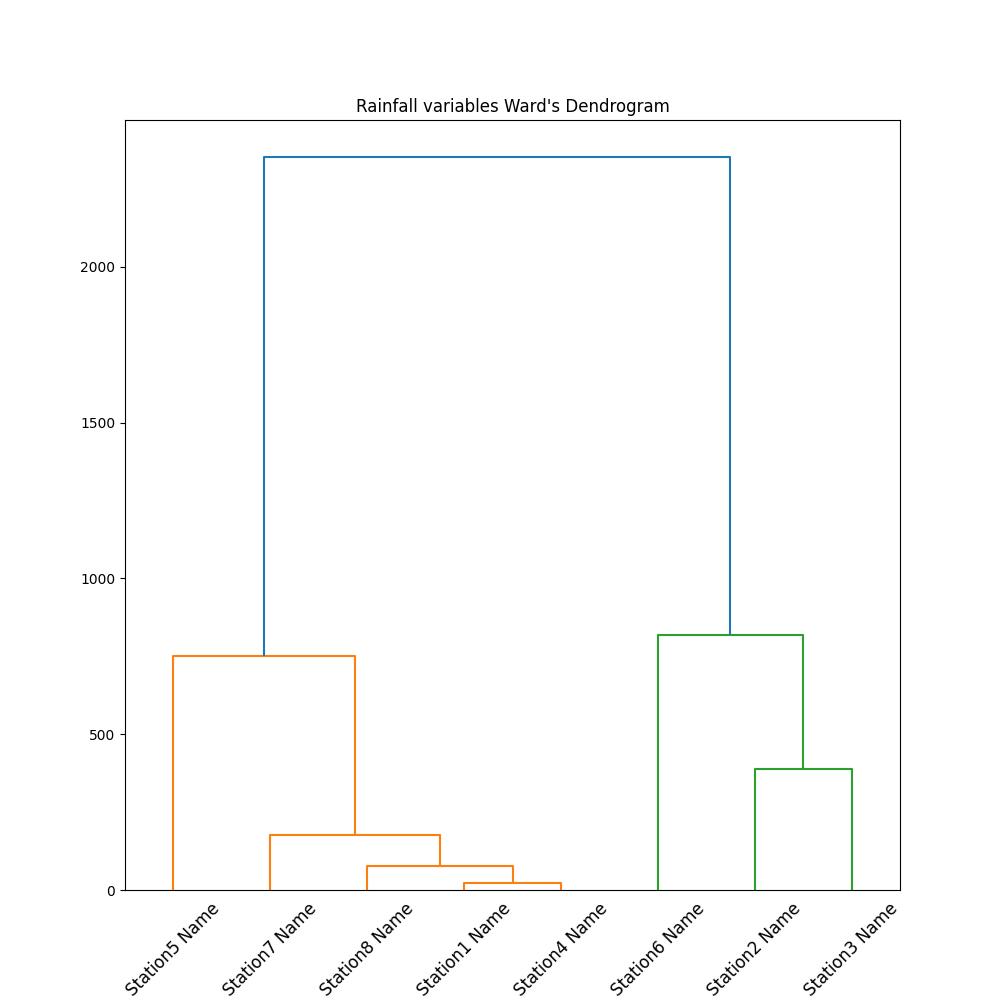 Rainfall variables Ward's Dendrogram
2000
1500
1000
500
0
Station5 Name
Station7 Name
Station8 Name
Station1 Name
Station4 Name
Station6 Name
Station2 Name
Station3 Name